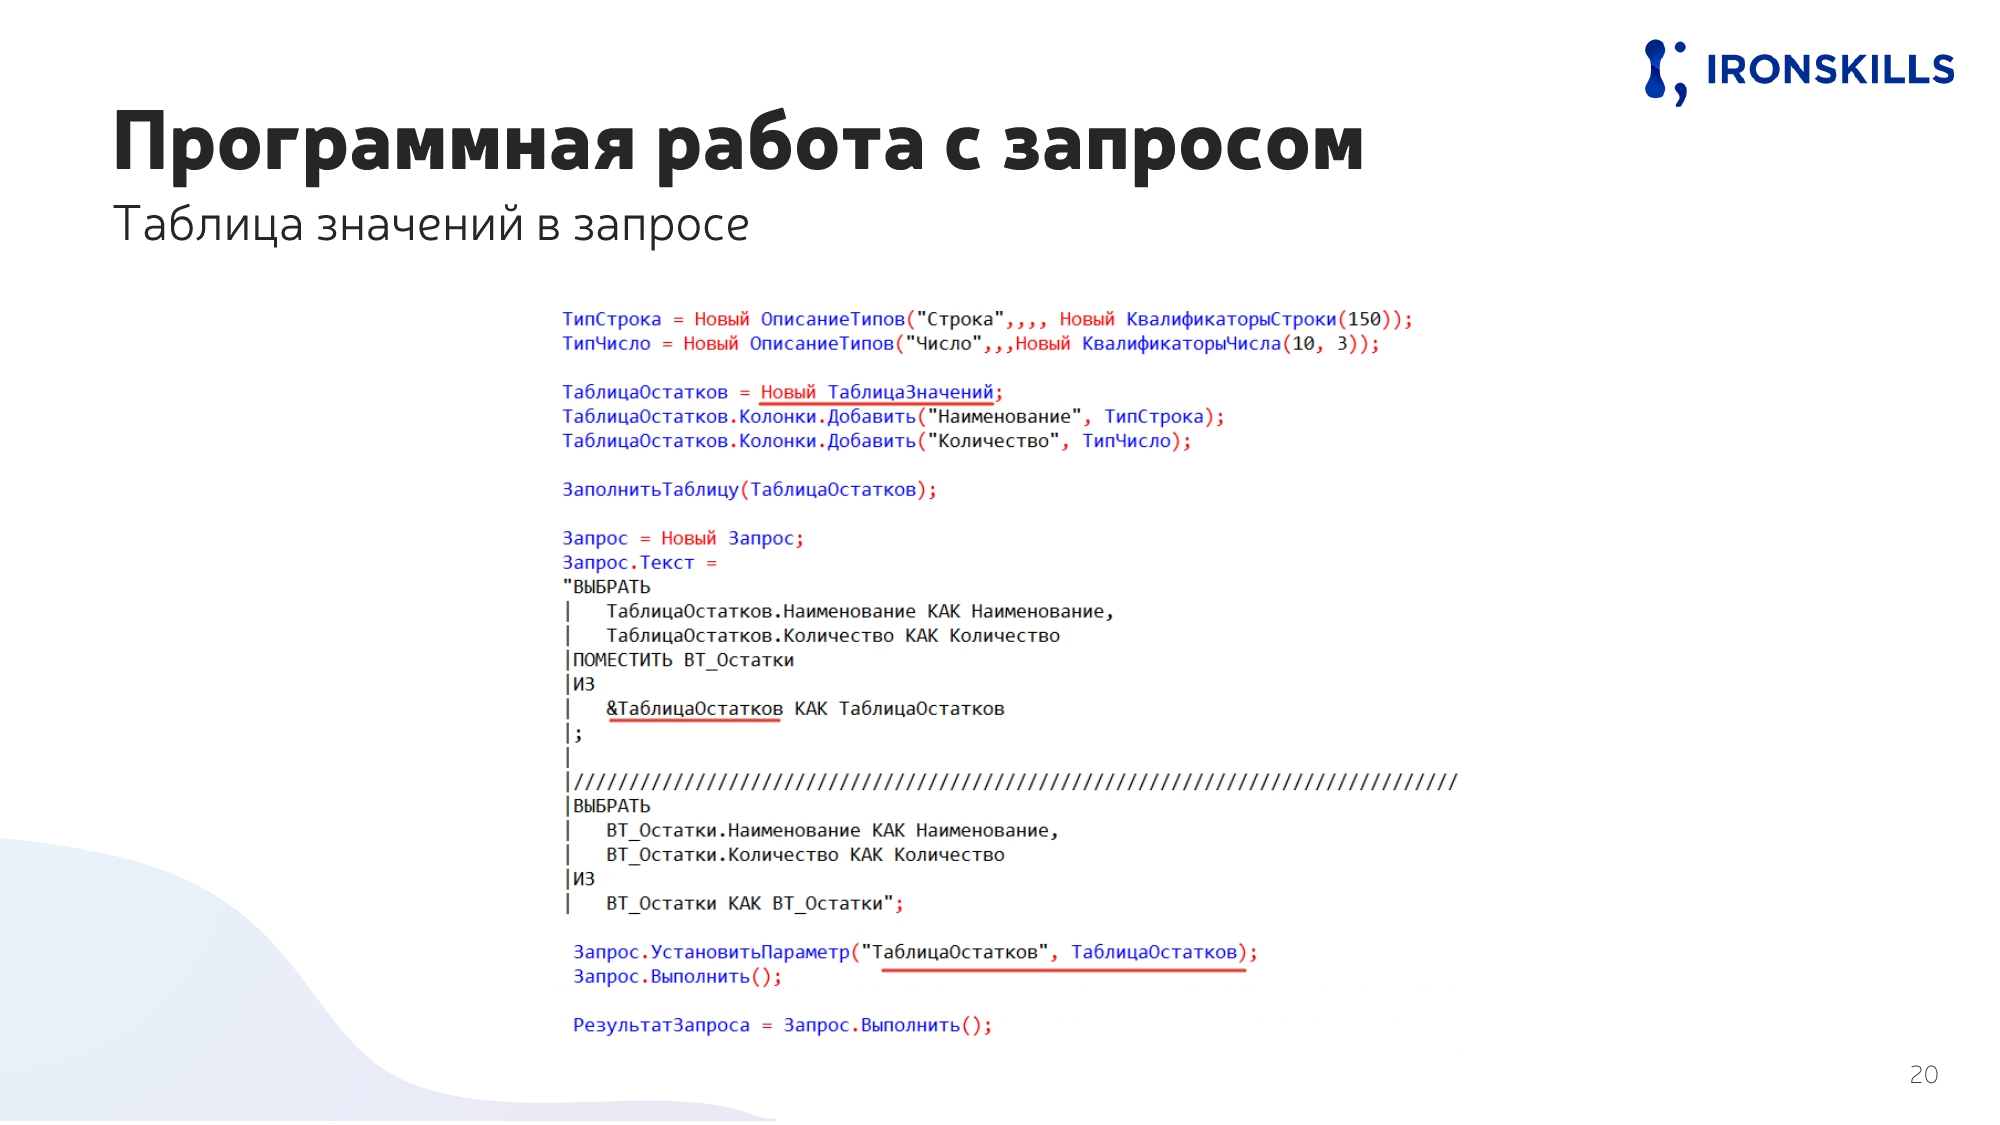 IRONSKILLS
Программная работа с запросом
Таблица значений в запросе
ТипСтрока = Новый ОписаниеТипов("Строка",,,, Новый КвалификаторыСтроки(150));
ТипЧисло = Новый ОписаниеТипов("Число",,,Новый КвалификаторыЧисла(10, 3));
ТаблицаОстатков = Новый ТаблицаЗначений;
ТаблицаОстатков.Колонки.Добавить("Наименование", ТипСтрока);
ТаблицаОстатков.Колонки.Добавить("Количество", ТипЧисло);
ЗаполнитьТаблицу(ТаблицаОстатков);
Запрос = Новый Запрос;
Запрос.Текст =
"ВЫБРАТЬ
|   ТаблицаОстатков.Наименование КАК Наименование,
|   ТаблицаОстатков.Количество КАК Количество
|ПОМЕСТИТЬ ВТ_Остатки
|ИЗ
|   &ТаблицаОстатков КАК ТаблицаОстатков
|;
|
|////////////////////////////////////////////////////////////////////////////////
|ВЫБРАТЬ
|   ВТ_Остатки.Наименование КАК Наименование,
|   ВТ_Остатки.Количество КАК Количество
|ИЗ
|   ВТ_Остатки КАК ВТ_Остатки";
Запрос.УстановитьПараметр("ТаблицаОстатков", ТаблицаОстатков);
Запрос.Выполнить();
РезультатЗапроса = Запрос.Выполнить();
20